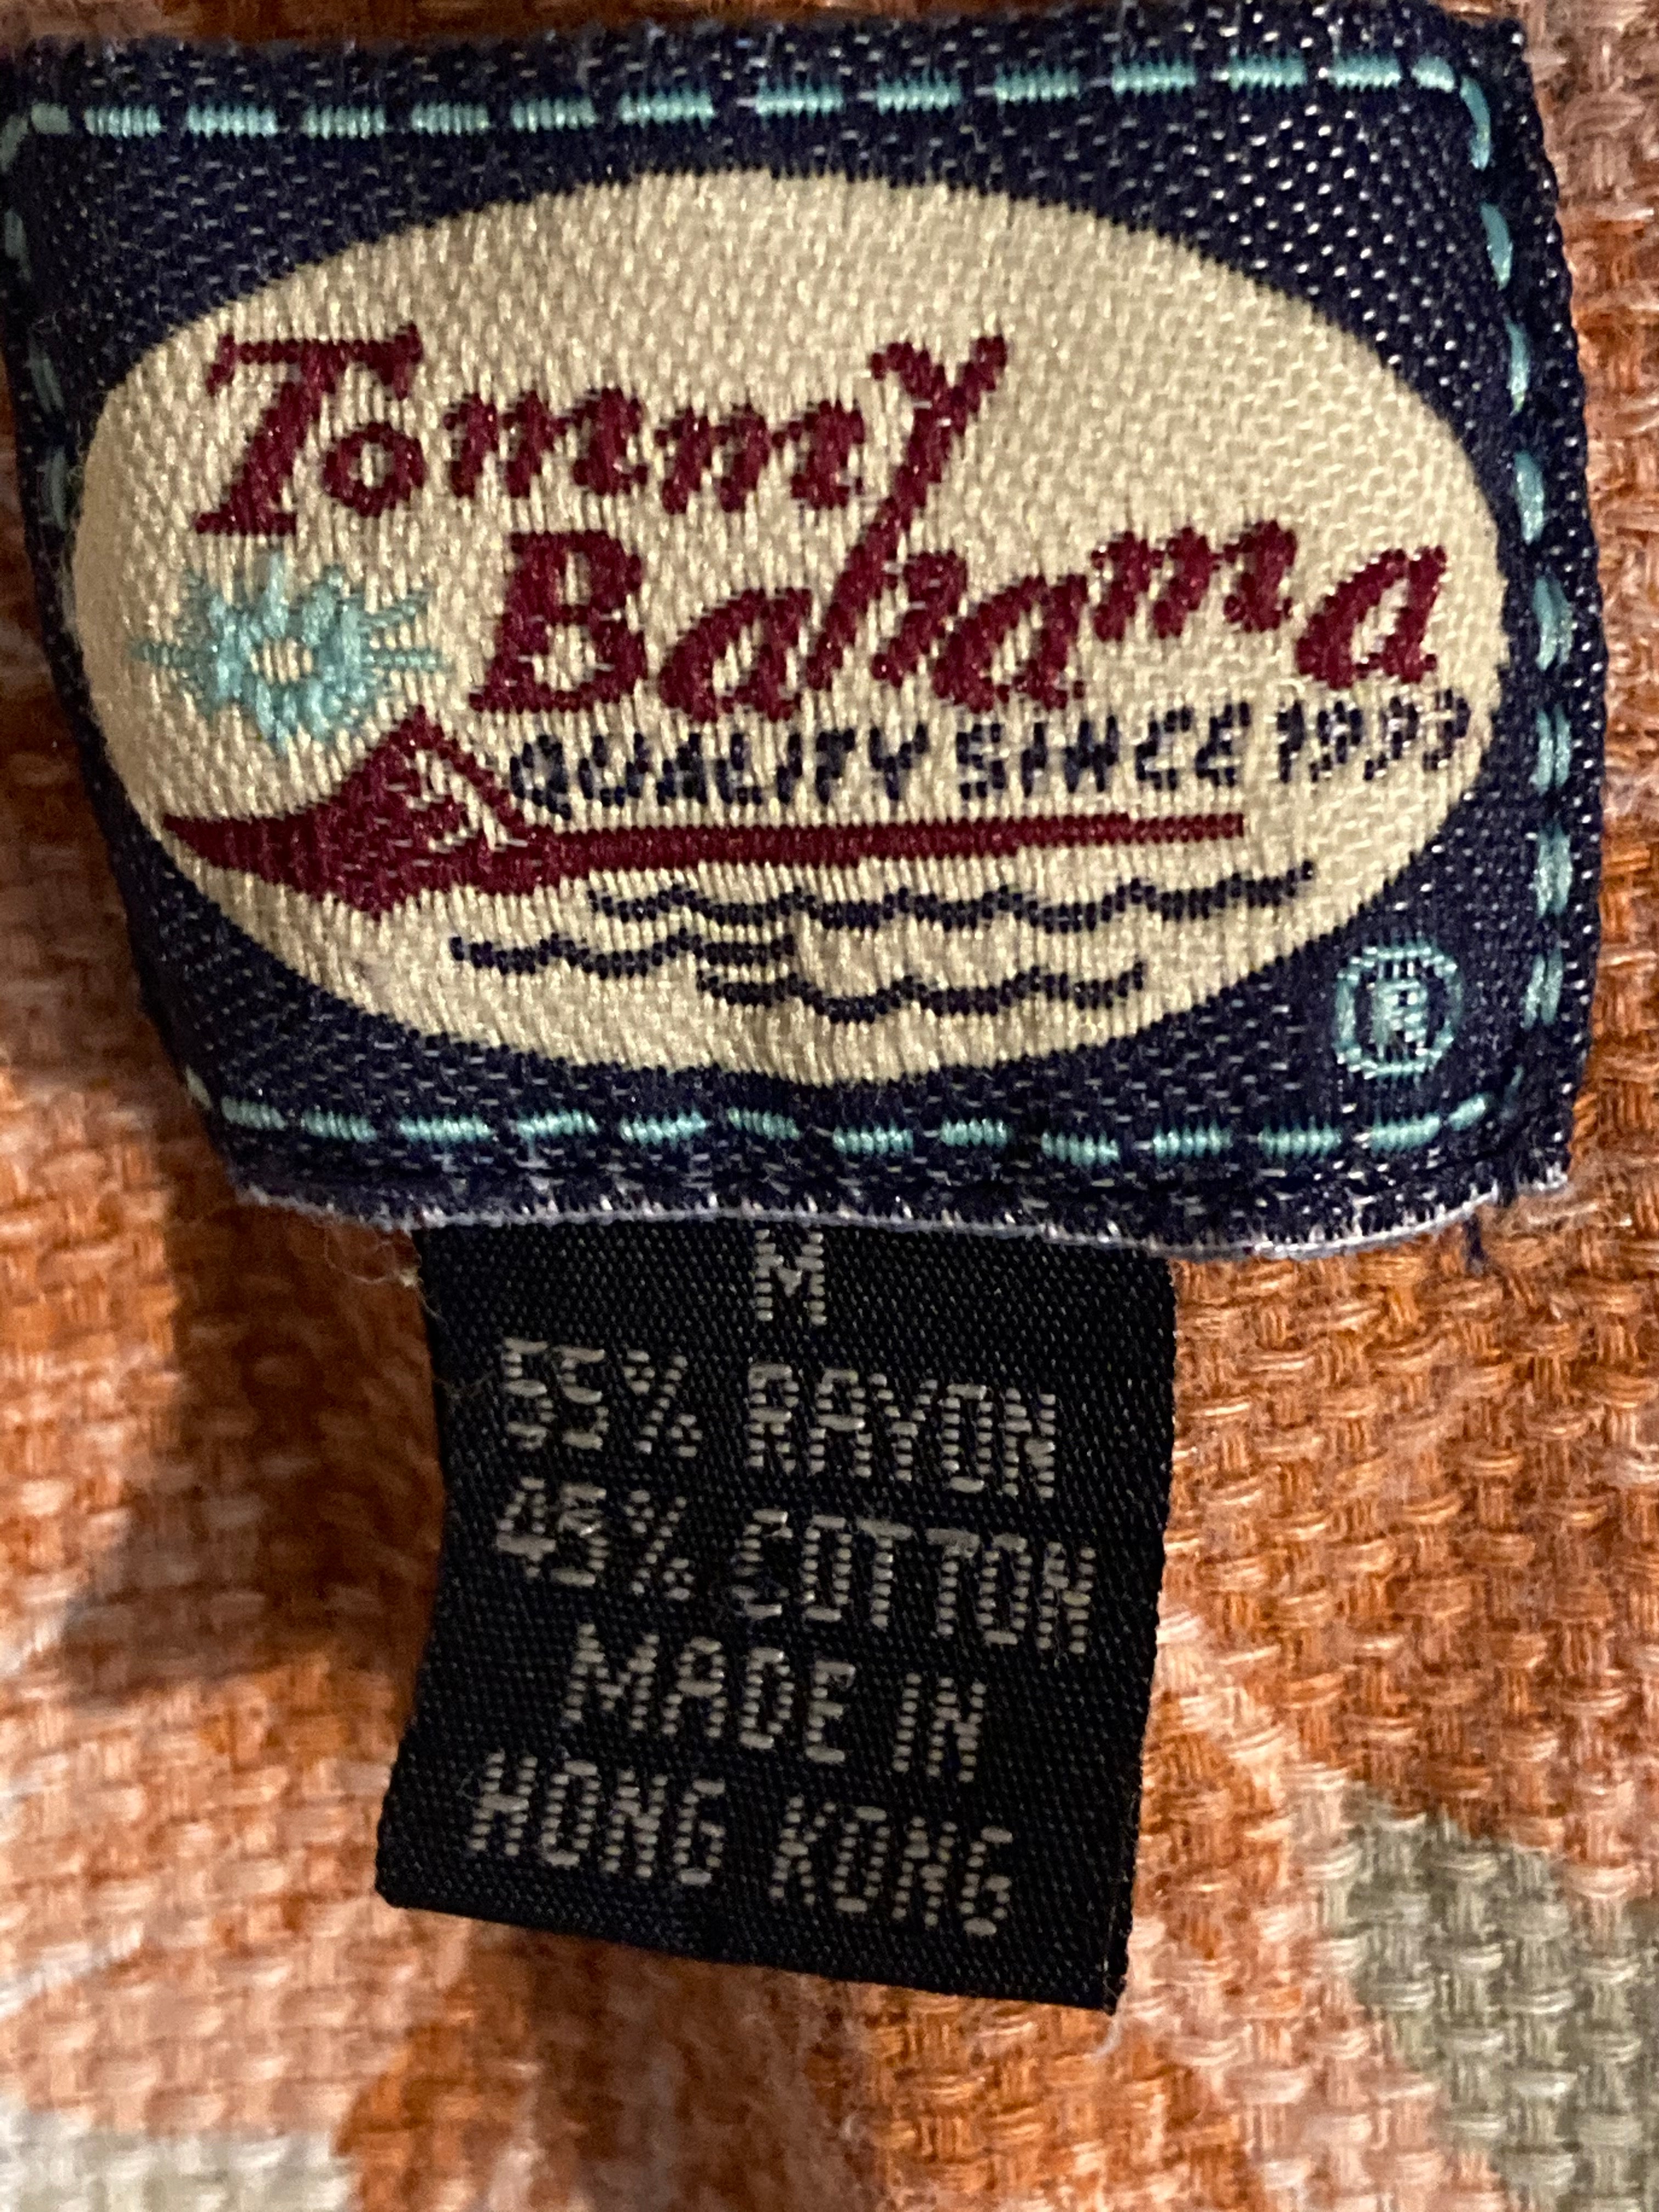 Tommy
Bahama
QUALITY SINCE 1993
®
M
55% RAYON
45% COTTON
MADE IN
HONG KONG